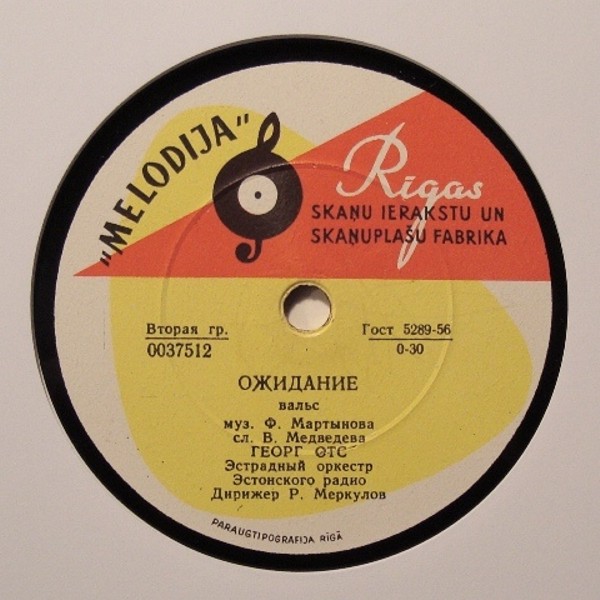 „MELODIJA”
Rīgas
SKAŅU IERAKSTU UN
SKAŅUPLAŠU FABRIKA
Вторая гр.
0037512
Гост 5289-56
0-30
ОЖИДАНИЕ
вальс
муз. Ф. Мартынова
сл. В. Медведева
ГЕОРГ ОТС
Эстрадный оркестр
Эстонского радио
Дирижер Р. Меркулов
PARAUGTIPOGRAFIJA RĪGĀ